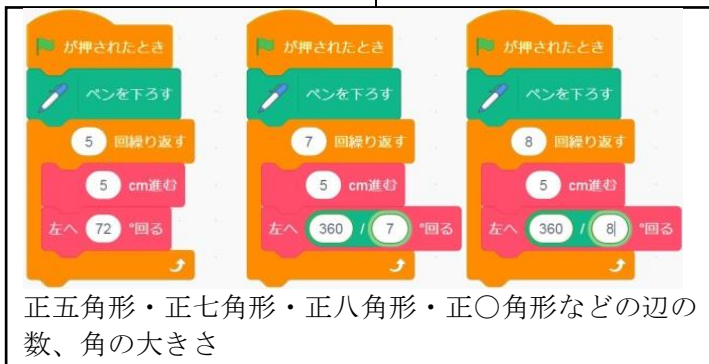 が押されたとき
ペンを下ろす
5 回繰り返す
5 cm進む
左へ 72 °回る
が押されたとき
ペンを下ろす
7 回繰り返す
5 cm進む
左へ 360 / 7 °回る
が押されたとき
ペンを下ろす
8 回繰り返す
5 cm進む
左へ 360 / 8 °回る
正五角形・正七角形・正八角形・正〇角形などの辺の
数、角の大きさ